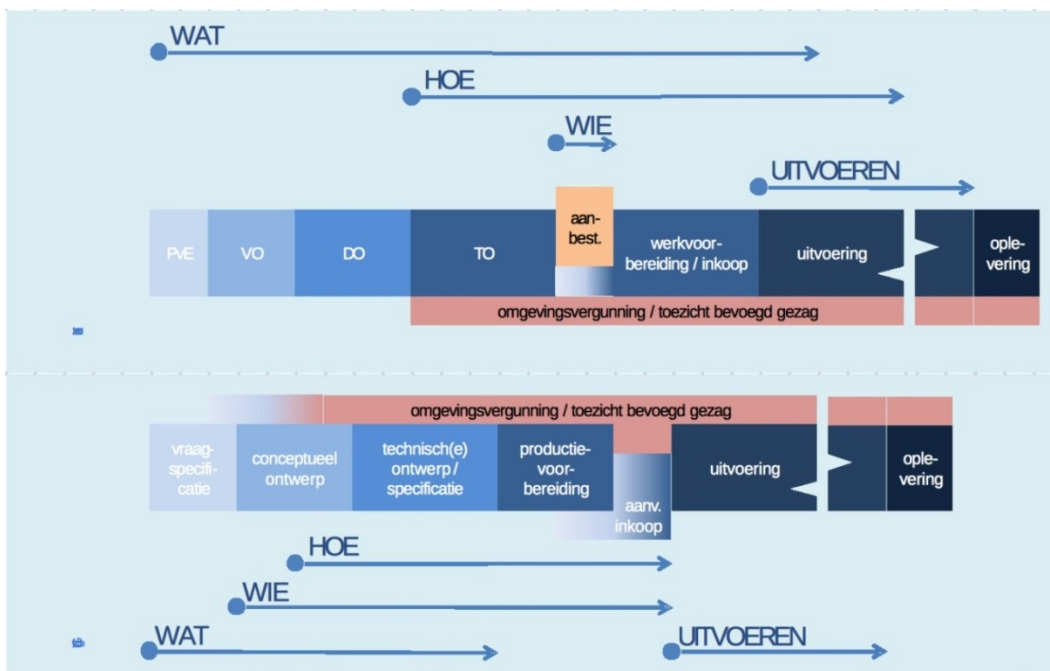 WAT
HOE
WIE
UITVOEREN
PvE
VO
DO
TO
aan-
best.
werkvoor-
bereiding / inkoop
uitvoering
ople-
vering
omgevingsvergunning / toezicht bevoegd gezag
omgevingsvergunning / toezicht bevoegd gezag
vraag-
specifi-
catie
conceptueel
ontwerp
technisch(e)
ontwerp /
specificatie
productie-
voor-
bereiding
aanv.
inkoop
uitvoering
ople-
vering
HOE
WIE
WAT
UITVOEREN